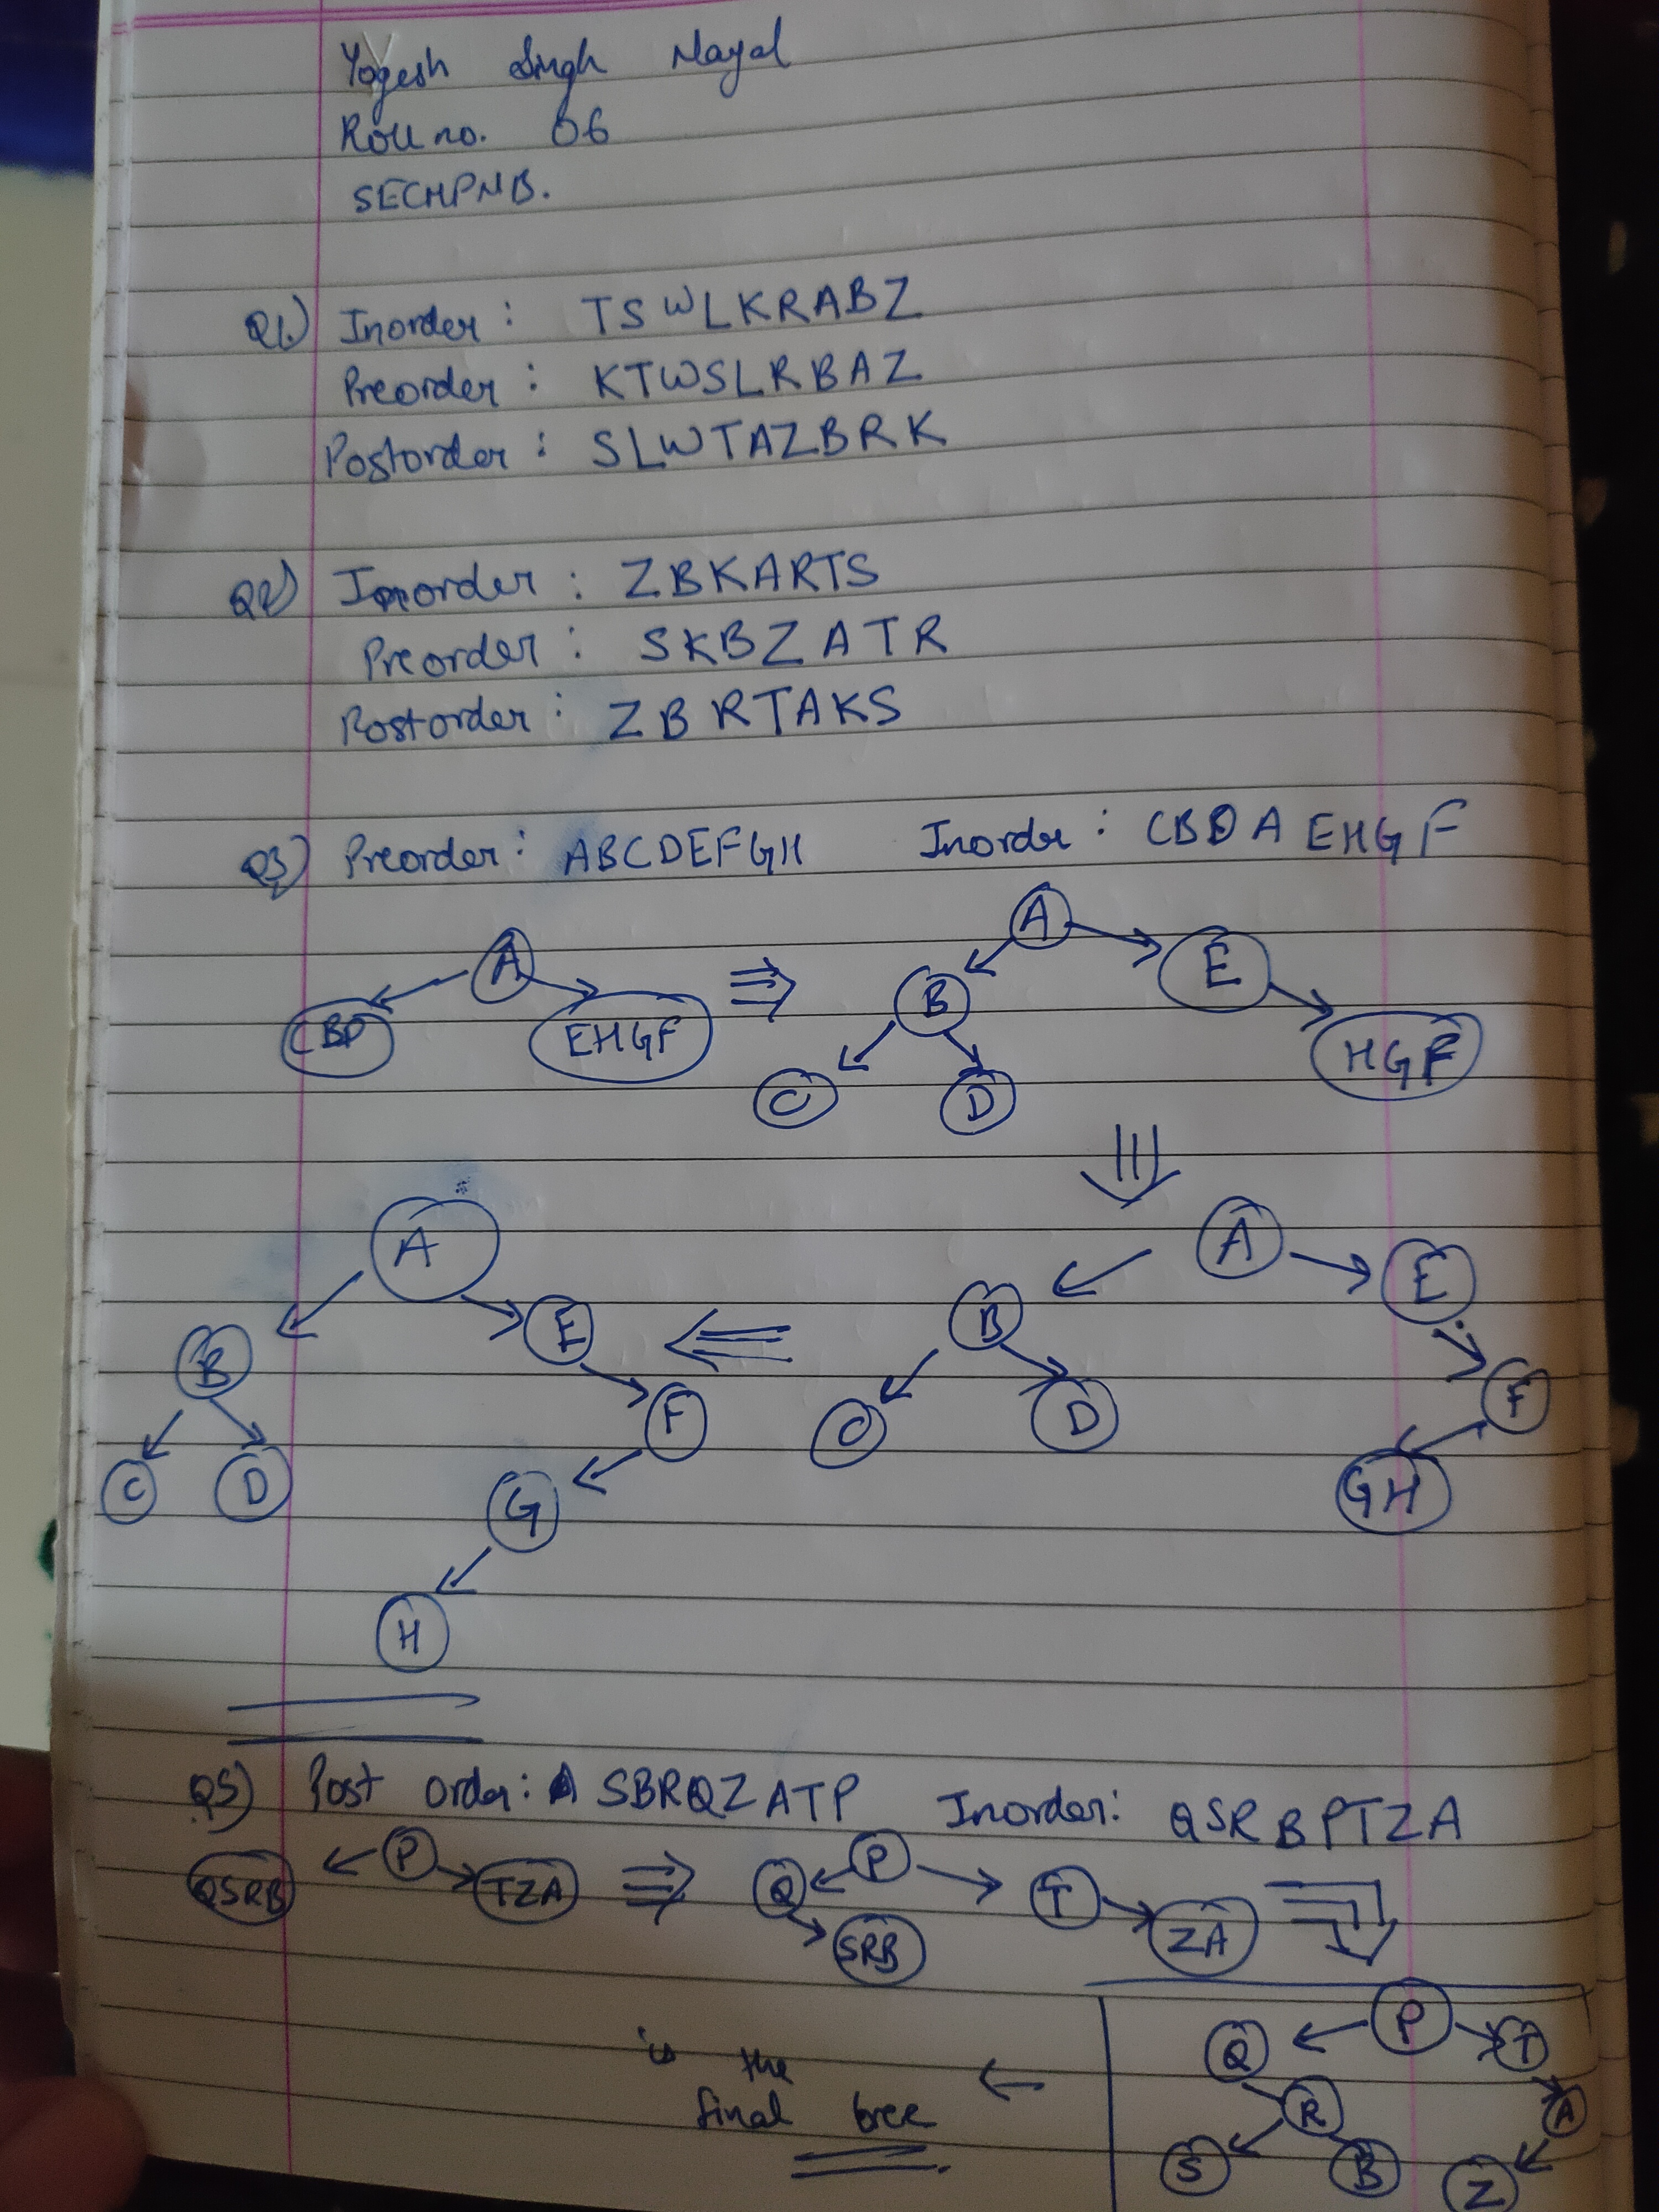 Yogesh Singh Nayal
Roll no. 06
SECHPNB.
Q1.) Inorder : TSWLKRABZ
Preorder : KTWSLRBAZ
Postorder : SLWTAZBRK
Q2) Inorder : ZBKARTS
Preorder : SKBZATR
Postorder : ZBRTAKS
Q3) Preorder : ABCDEFGH Inorder : CBDAEHGF
A
CBD EHGF
⇒
A
B E
C D HGF
A
B E
C D F
GH
A
B E
C D F
G
H
Q5) Post order : SBRQZATP Inorder : QSRBPTZA
P
QSRB TZA
⇒
P
Q T
SRB ZA
P
Q T
R A
S B Z
← is the
final tree